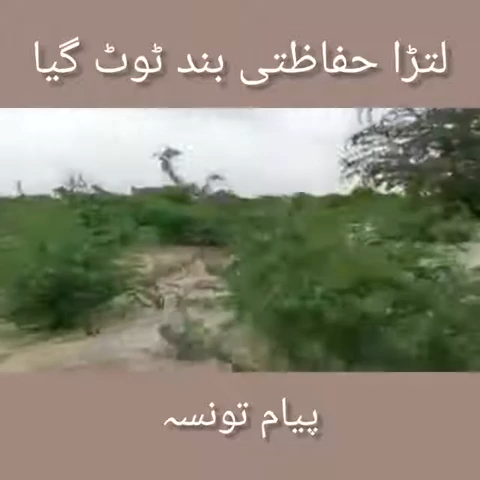 لتڑا حفاظتی بند ٹوٹ گیا
پیام تونسہ